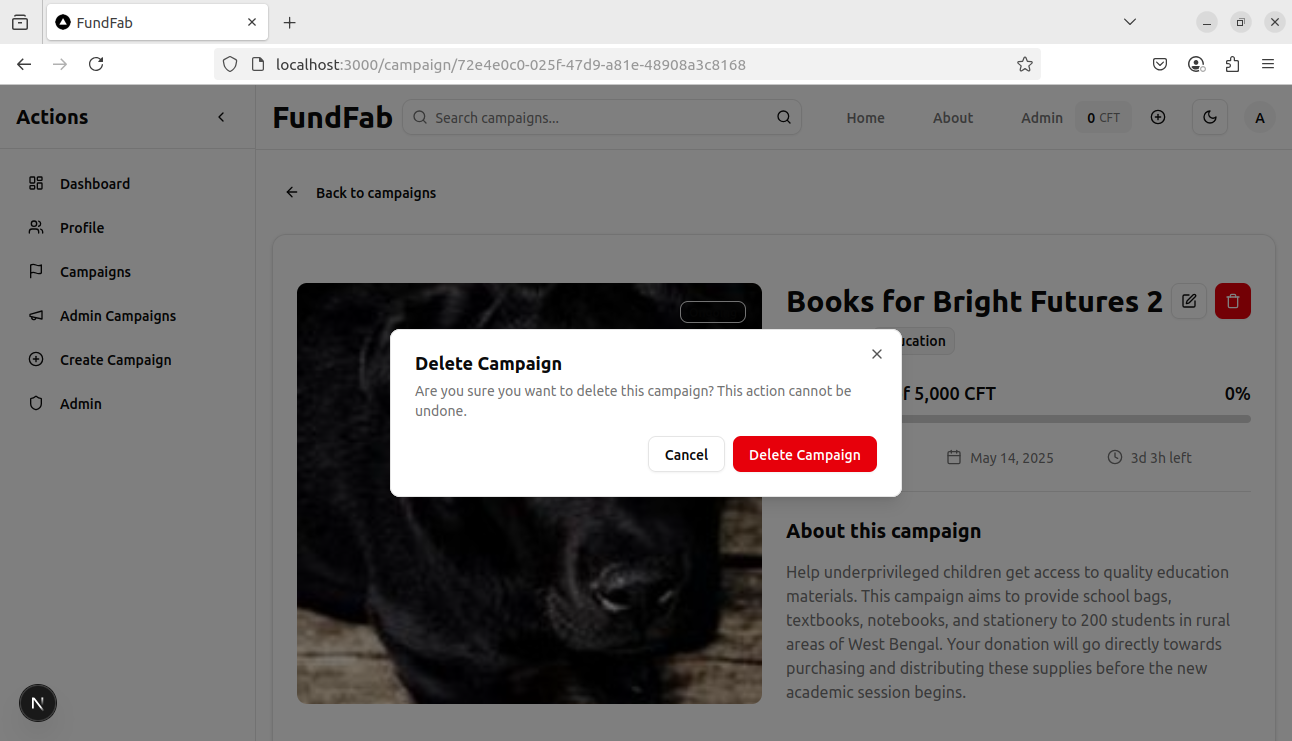 FundFab
localhost:3000/campaign/72e4e0c0-025f-47d9-a81e-48908a3c8168
Actions
FundFab
Search campaigns...
Home
About
Admin
0 CFT
A
Dashboard
Profile
Campaigns
Admin Campaigns
Create Campaign
Admin
Back to campaigns
Books for Bright Futures 2
5,000 CFT
0%
May 14, 2025
3d 3h left
Delete Campaign
Are you sure you want to delete this campaign? This action cannot be
undone.
Cancel
Delete Campaign
About this campaign
Help underprivileged children get access to quality education
materials. This campaign aims to provide school bags,
textbooks, notebooks, and stationery to 200 students in rural
areas of West Bengal. Your donation will go directly towards
purchasing and distributing these supplies before the new
academic session begins.
N